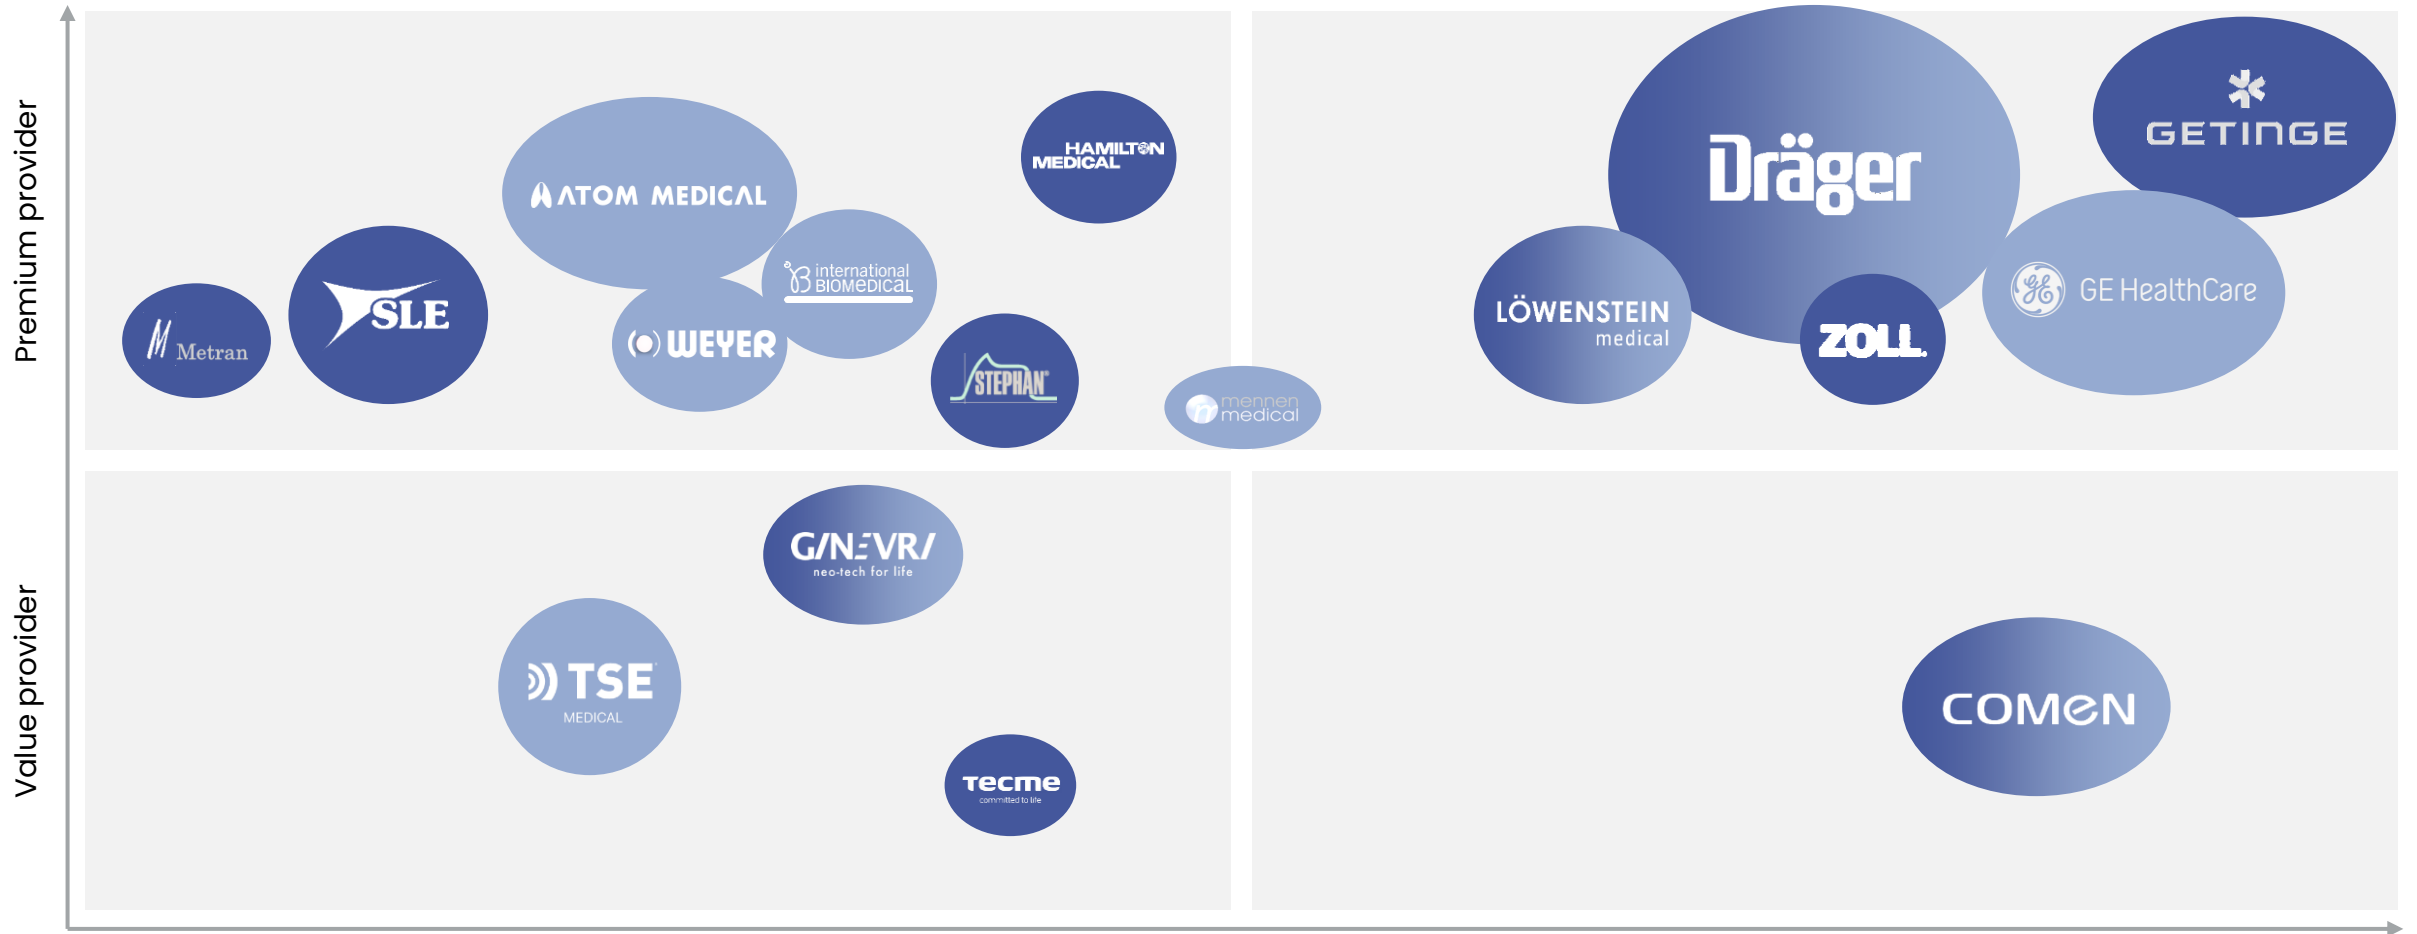 Premium provider
Value provider
Metran
SLE
ATOM MEDICAL
WEYER
international
BIOMEDICAL
HAMILTON
MEDICAL
STEPHAN®
mennen
medical
Dräger
LÖWENSTEIN
medical
ZOLL.
GETINGE
GE HealthCare
GINEVRI
neo-tech for life
TSE
MEDICAL
Tecme
committed to life
COMeN